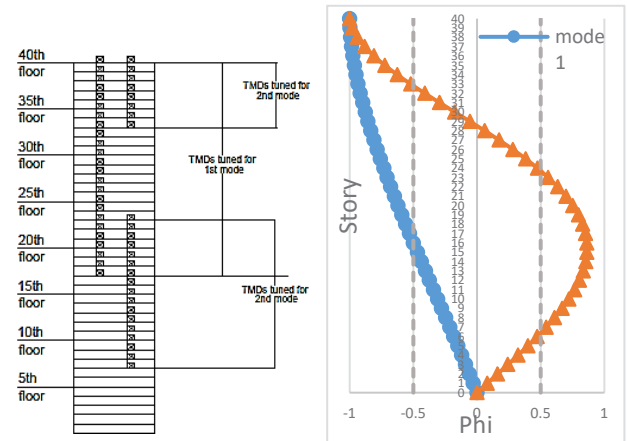 40th
floor
35th
floor
30th
floor
25th
floor
20th
floor
15th
floor
10th
floor
5th
floor
TMDs tuned for
2nd mode
TMDs tuned for
1st mode
TMDs tuned for
2nd mode
mode
1
Story
40
39
38
37
36
35
34
33
32
31
30
29
28
27
26
25
24
23
22
21
20
19
18
17
16
15
14
13
12
11
10
9
8
7
6
5
4
3
2
1
0
-1
-0.5
0.0
0.5
1
Phi